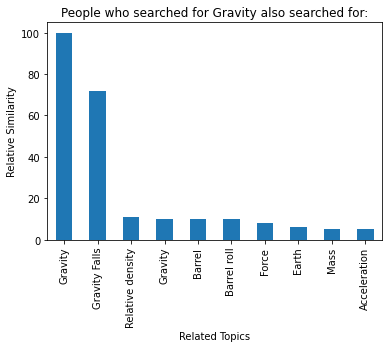 People who searched for Gravity also searched for:
Relative Similarity
100
80
60
40
20
0
Gravity
Gravity Falls
Relative density
Gravity
Barrel
Barrel roll
Force
Earth
Mass
Acceleration
Related Topics